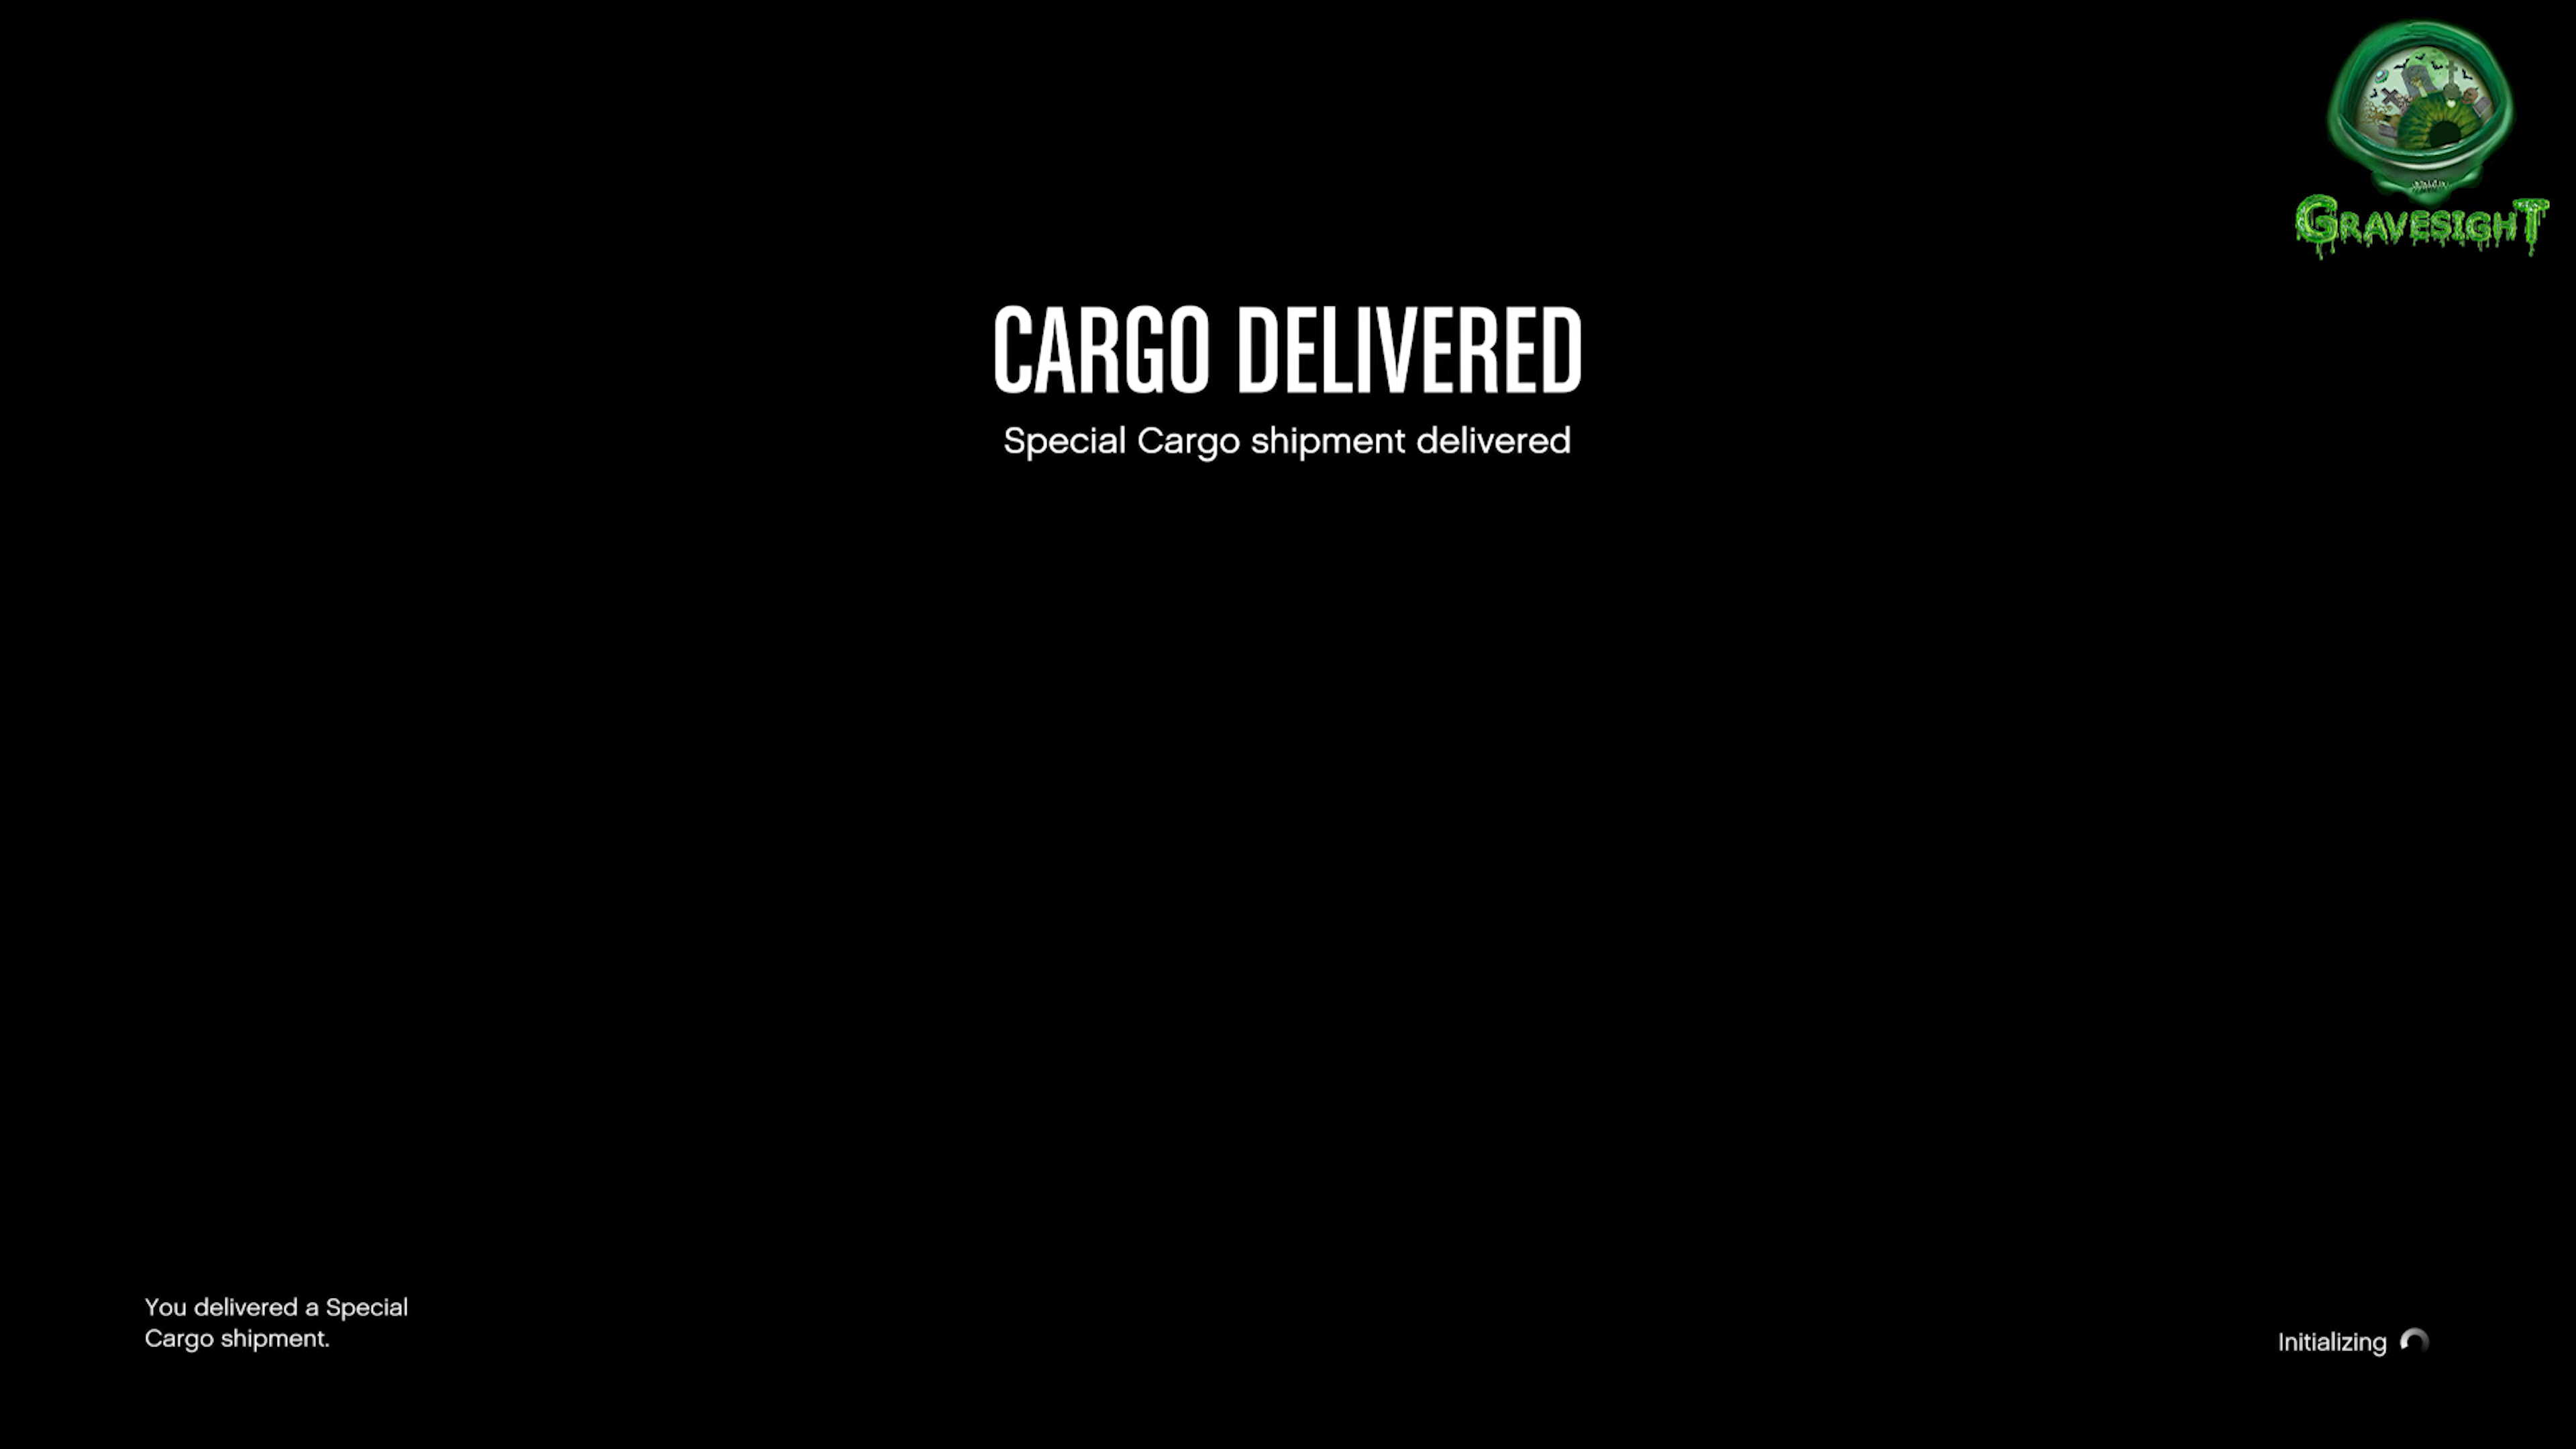 GRAVESIGHT
CARGO DELIVERED
Special Cargo shipment delivered
You delivered a Special
Cargo shipment.
Initializing